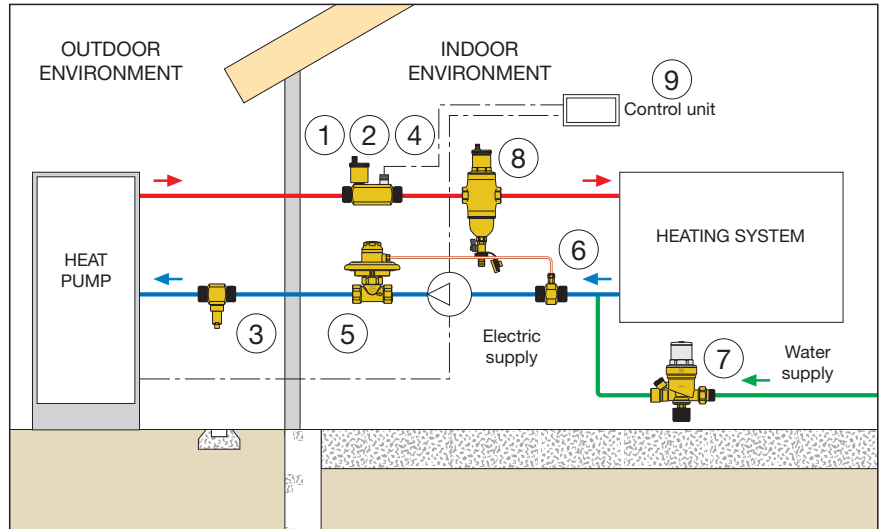 OUTDOOR
ENVIRONMENT
INDOOR
ENVIRONMENT
9
Control unit
1 2 4
8
HEAT
PUMP
HEATING SYSTEM
6
3
5
Electric
supply
7
Water
supply